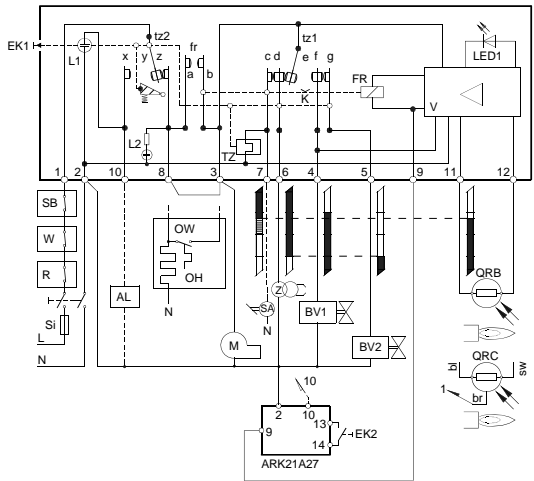 tz2 tz1 LED1
EK1 L1 x y z fr a b c d e f g FR V
K
L2 TZ
1 2 10 8 3 7 6 4 5 9 11 12
SB
W OW
R OH
AL N
Z
SA
N
BV1
QRB
Si
L
M
BV2
N
QRC
bl sw
1 br
10
2 10
9 13
14 EK2
ARK21A27